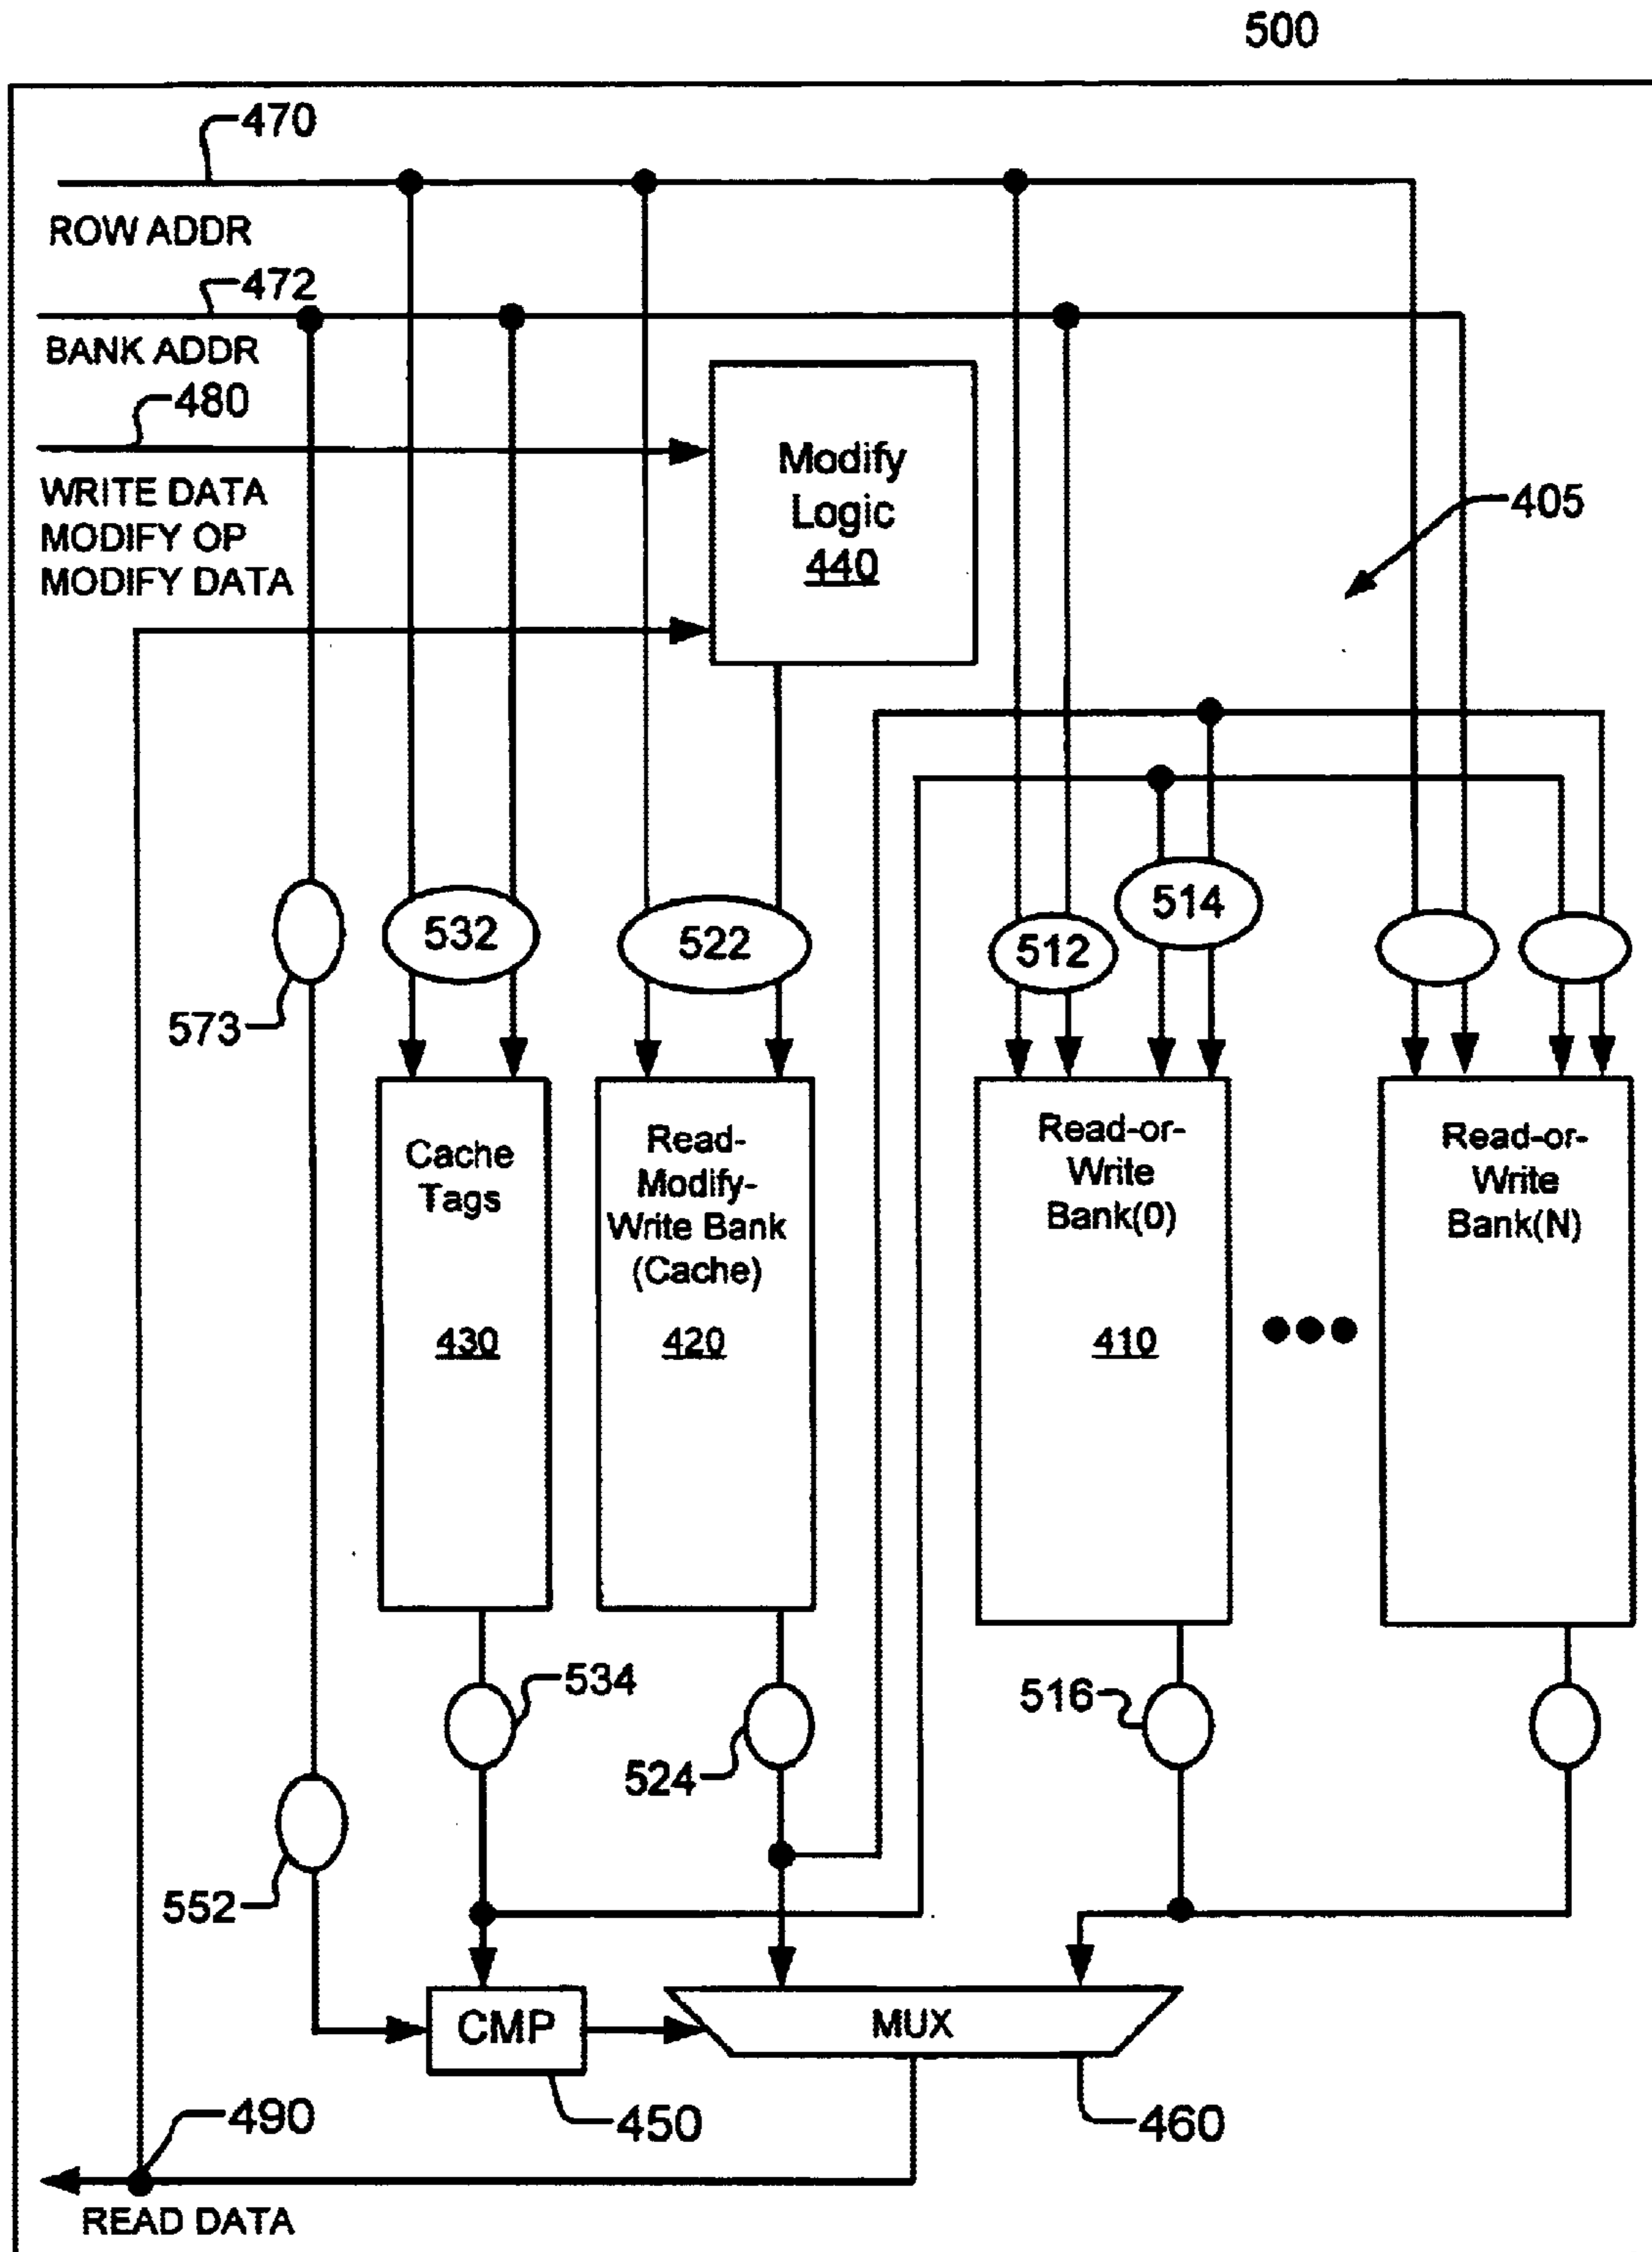 500
470
ROW ADDR
472
BANK ADDR
480
WRITE DATA
MODIFY OP
MODIFY DATA
Modify
Logic
440
405
532
522
512
514
573
Cache
Tags
430
Read-
Modify-
Write Bank
(Cache)
420
Read-or-
Write
Bank(0)
410
Read-or-
Write
Bank(N)
534
524
516
552
CMP
MUX
450
460
490
READ DATA